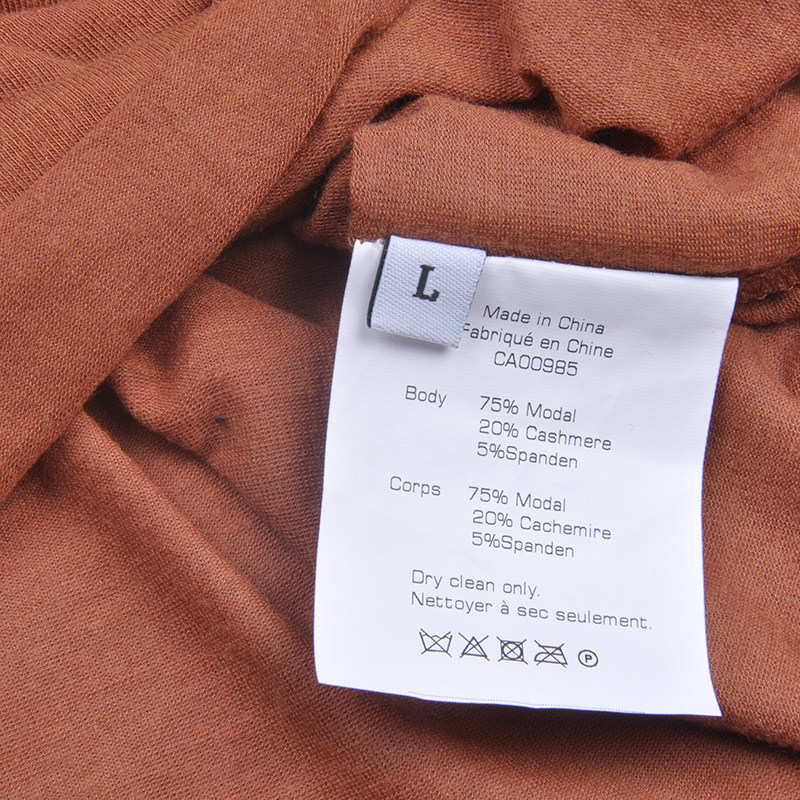 L
Made in China
Fabriqué en Chine
CA00985
Body 75% Modal
20% Cashmere
5%Spanden
Corps 75% Modal
20% Cachemire
5%Spanden
Dry clean only.
Nettoyer à sec seulement.
P